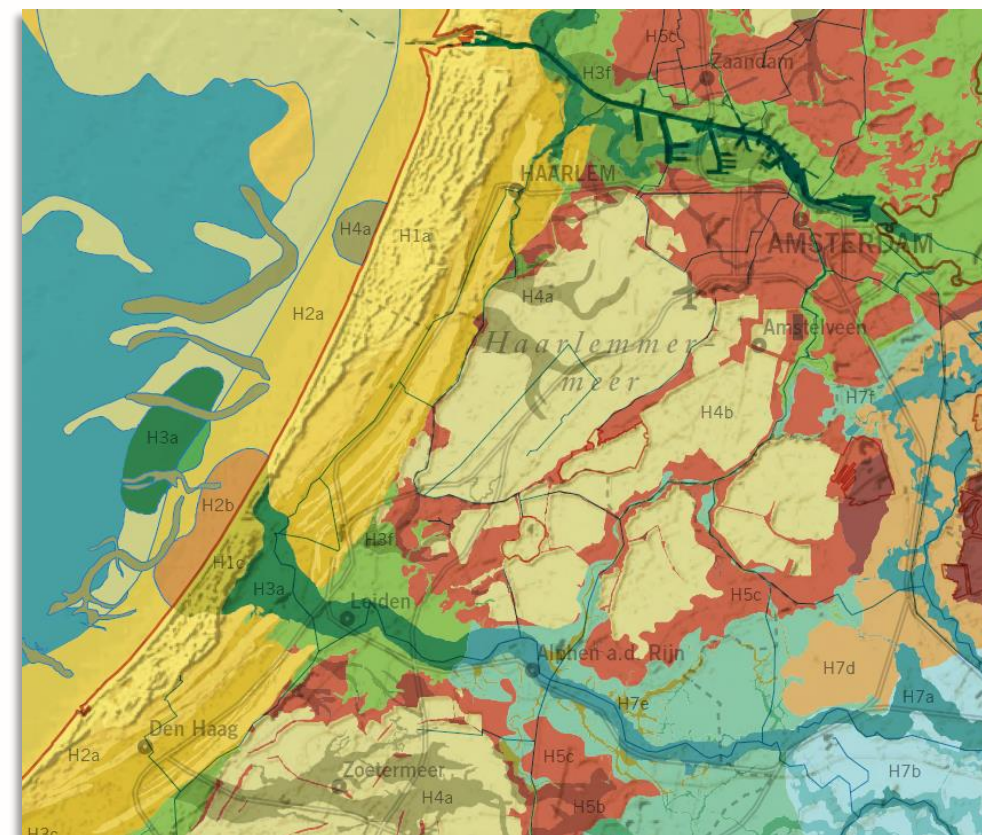 H5c
Zaandam
H3f
HAARLEM
H4a
H1a
AMSTERDAM
H4a
H2a
Amstelveen
Haarlemmer-
meer
H7f
H4b
H3a
H2b
H3f
H1c
H3a
H5c
Leiden
Alphen a.d. Rijn
H7d
H7e
H7a
Den Haag
H2a
H5c
Zoetermeer
H7b
H4a
H5b
H3c